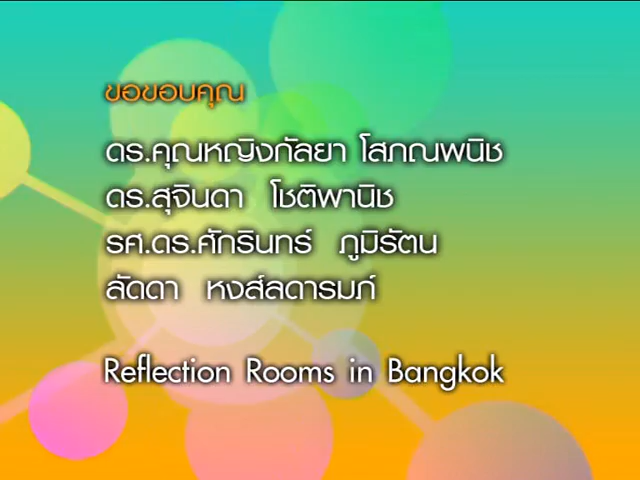 ขอขอบคุณ
ดร.คุณหญิงกัลยา โสภณพนิช
ดร.สุจินดา โชติพานิช
รศ.ดร.ศักรินทร์ ภูมิรัตน
ลัดดา หงส์ลดารมภ์
Reflection Rooms in Bangkok